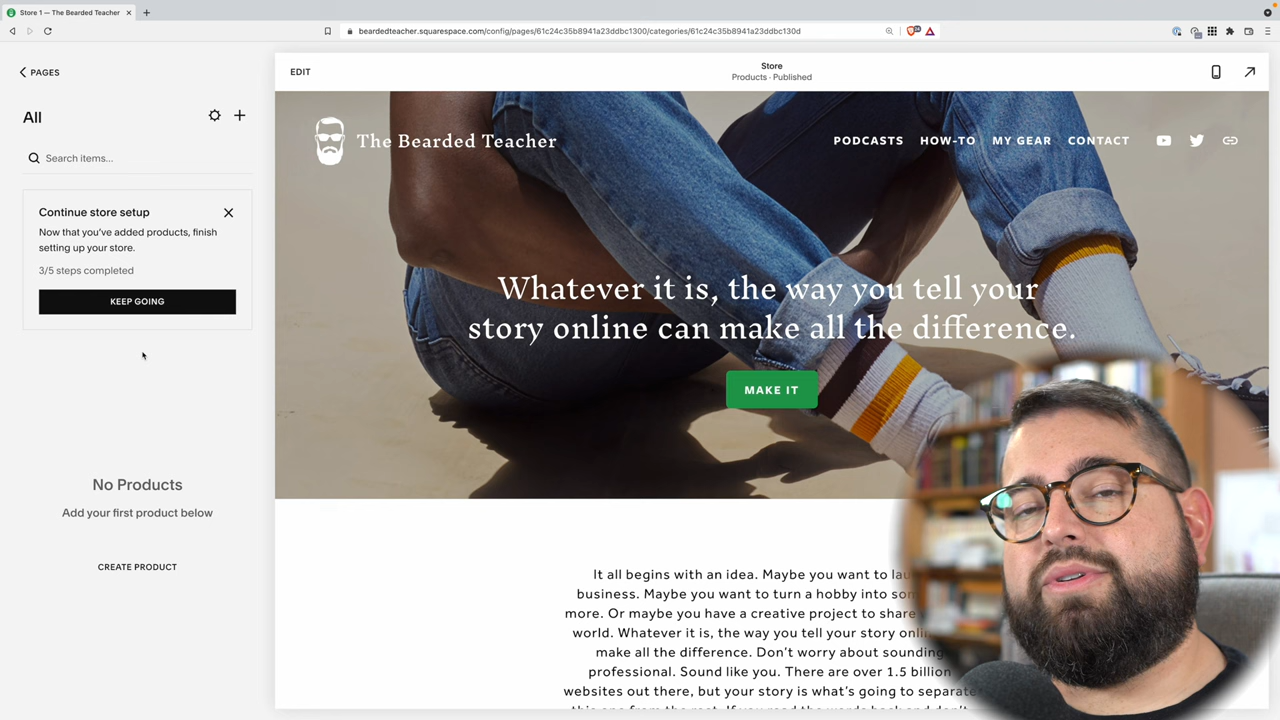 Store 1 — The Bearded Teacher
beardedteacher.squarespace.com/config/pages/61c24c35b8941a23ddbc1300/categories/61c24c35b8941a23ddbc130d
PAGES
All
Search items...
Continue store setup
Now that you've added products, finish
setting up your store.
3/5 steps completed
KEEP GOING
No Products
Add your first product below
CREATE PRODUCT
EDIT
Store
Products · Published
The Bearded Teacher
PODCASTS HOW-TO MY GEAR CONTACT
Whatever it is, the way you tell your
story online can make all the difference.
MAKE IT
It all begins with an idea. Maybe you want to
business. Maybe you want to turn a hobby into
more. Or maybe you have a creative project to share
world. Whatever it is, the way you tell your story
make all the difference. Don't worry about sounding
professional. Sound like you. There are over 1.5 billion
websites out there, but your story is what's going to separate